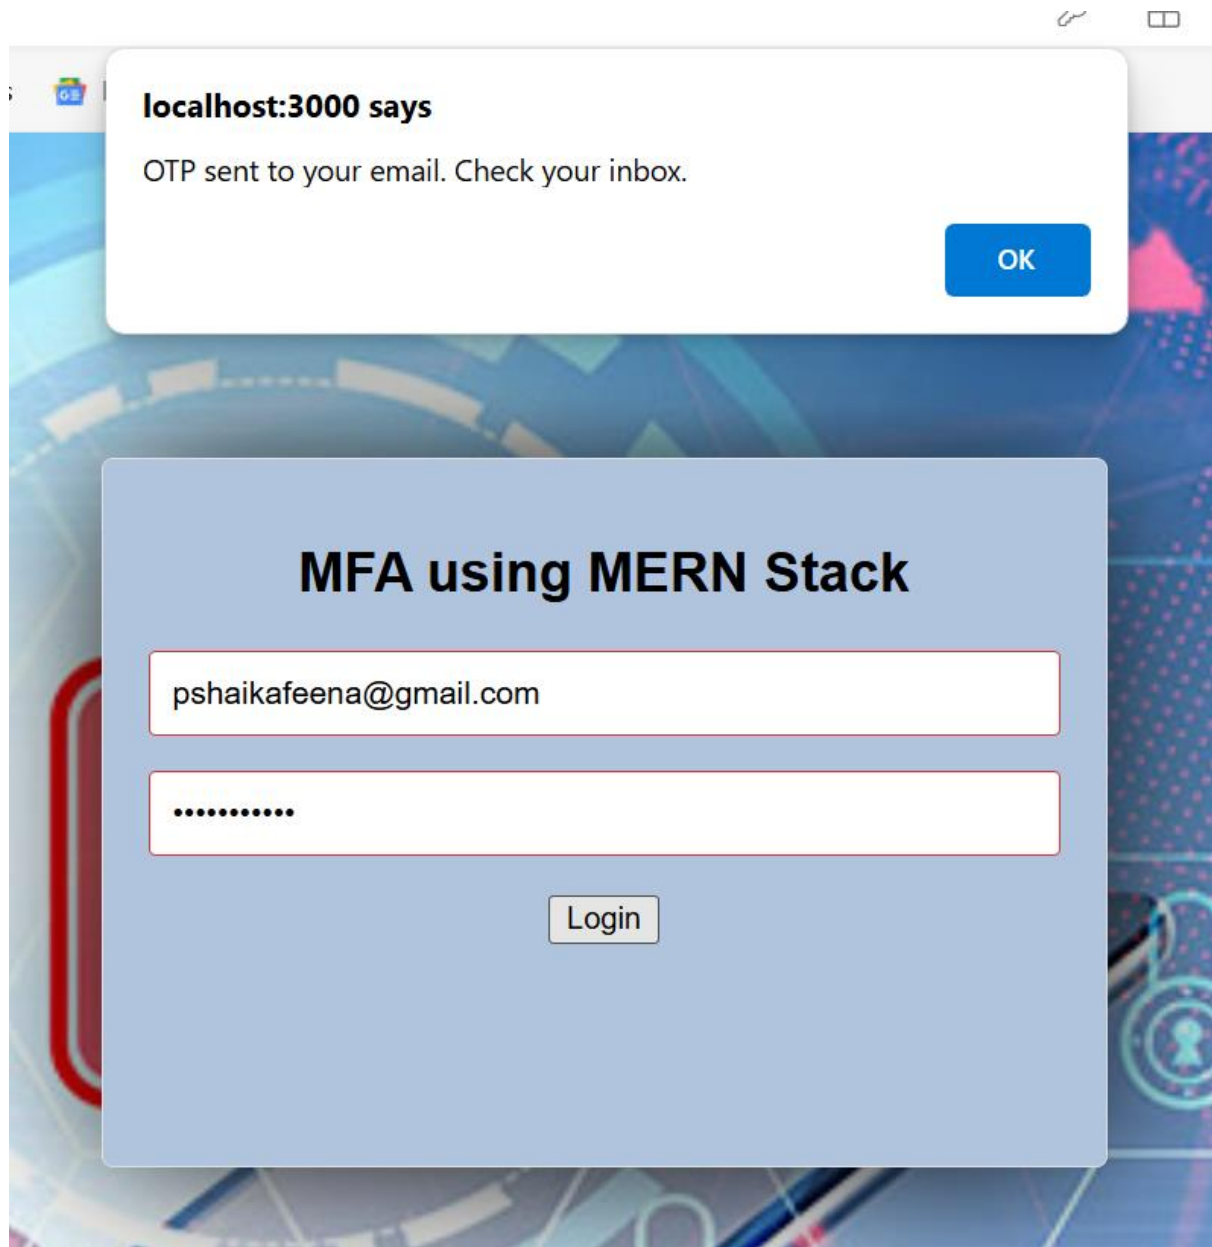 localhost:3000 says
OTP sent to your email. Check your inbox.
OK
MFA using MERN Stack
pshaikafeena@gmail.com
•••••••••••
Login